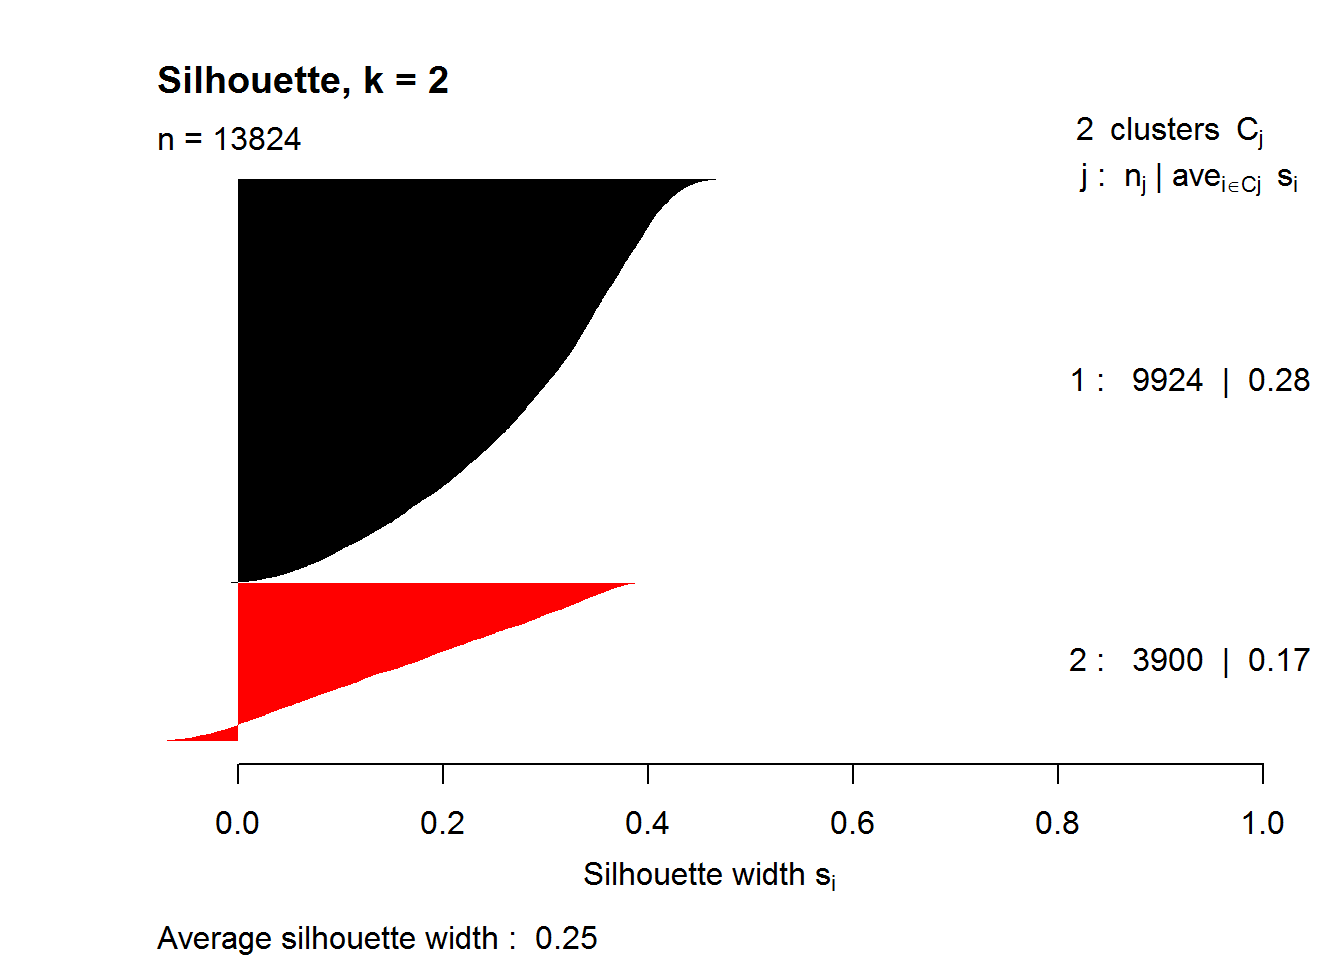 Silhouette, k = 2
n = 13824
2 clusters Cj
j : nj | avei∈Cj si
1 : 9924 | 0.28
2 : 3900 | 0.17
0.0 0.2 0.4 0.6 0.8 1.0
Silhouette width si
Average silhouette width : 0.25